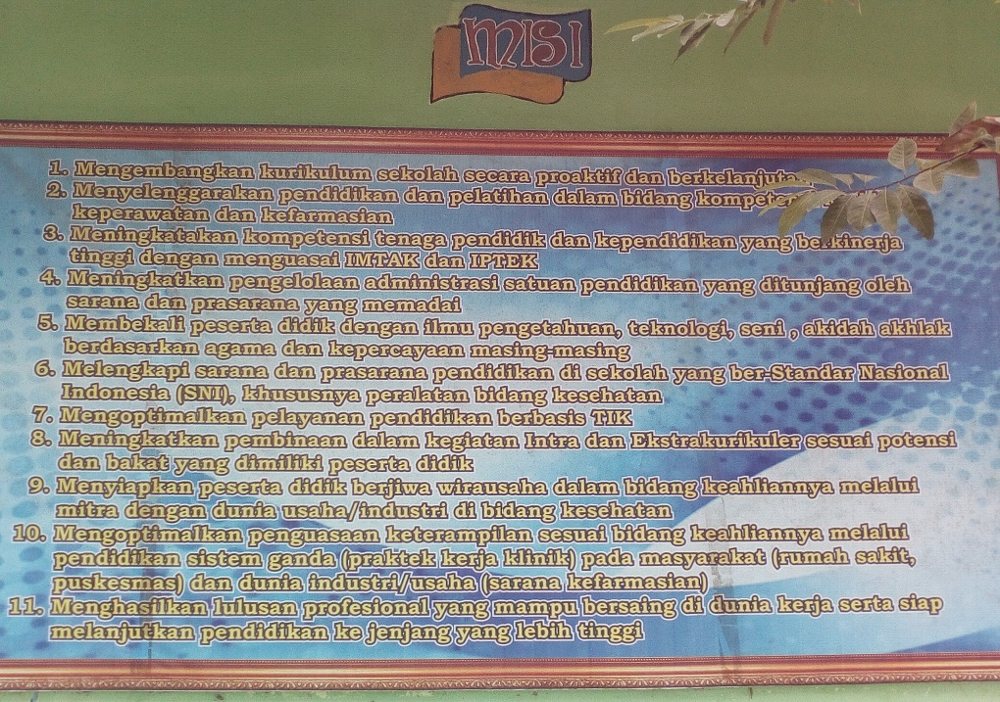 MISI
1. Mengembangkan kurikulum sekolah secara proaktif dan
2. Menyelenggarakan pendidikan dan pelatihan dalam bidang
keperawatan dan kefarmasian
3. Meningkatakan kompetensi tenaga pendidik dan kependidikan yang berkinerja
tinggi dengan menguasai IMTAK dan IPTEK
4. Meningkatkan pengelolaan administrasi satuan pendidikan yang ditunjang oleh
sarana dan prasarana yang memadai
5. Membekali peserta didik dengan ilmu pengetahuan, teknologi, seni , akidah akhlak
berdasarkan agama dan kepercayaan masing-masing
6. Melengkapi sarana dan prasarana pendidikan di sekolah yang ber-Standar Nasional
Indonesia (SNI), khususnya peralatan bidang kesehatan
7. Mengoptimalkan pelayanan pendidikan berbasis TIK
8. Meningkatkan pembinaan dalam kegiatan Intra dan Ekstrakurikuler sesuai potensi
dan bakat yang dimiliki peserta didik
9. Menyiapkan peserta didik berjiwa wirausaha dalam bidang keahliannya melalui
mitra dengan dunia usaha/industri di bidang kesehatan
10. Mengoptimalkan penguasaan keterampilan sesuai bidang keahliannya melalui
pendidikan sistem ganda (praktek kerja klinik) pada masyarakat (rumah sakit,
puskesmas) dan dunia industri/usaha (sarana kefarmasian)
11. Menghasilkan lulusan profesional yang mampu bersaing di dunia kerja serta siap
melanjutkan pendidikan ke jenjang yang lebih tinggi